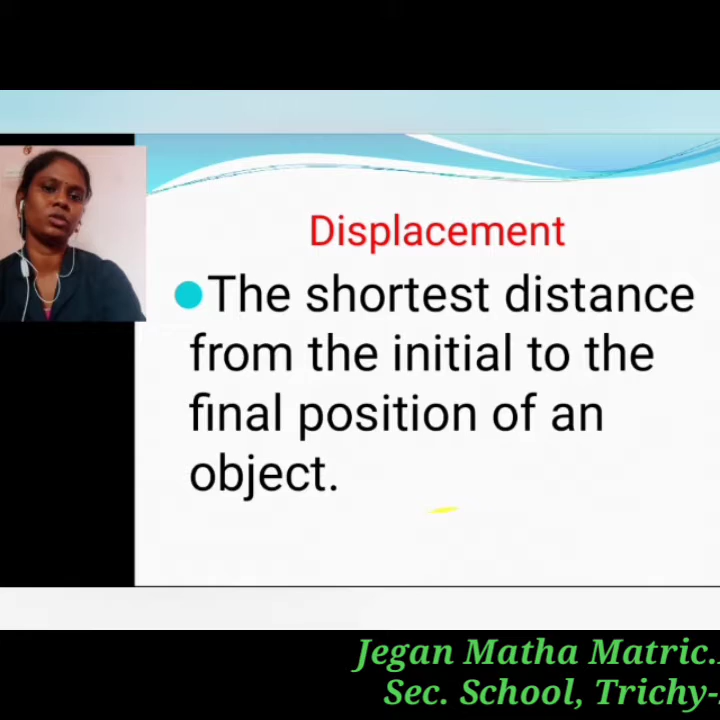 Displacement
The shortest distance
from the initial to the
final position of an
object.
Jegan Matha Matric.
Sec. School, Trichy-